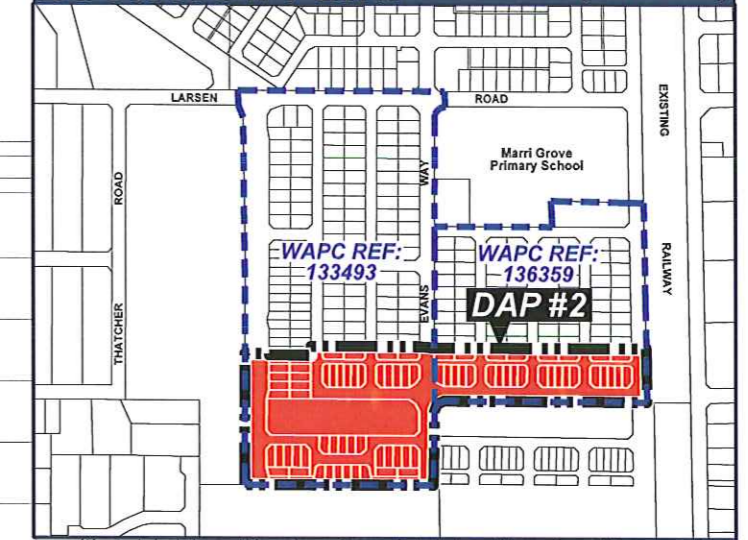 LARSEN
ROAD
EXISTING
Marri Grove
Primary School
ROAD
WAY
WAPC REF:
133493
WAPC REF:
136359
RAILWAY
DAP #2
EVANS
THATCHER